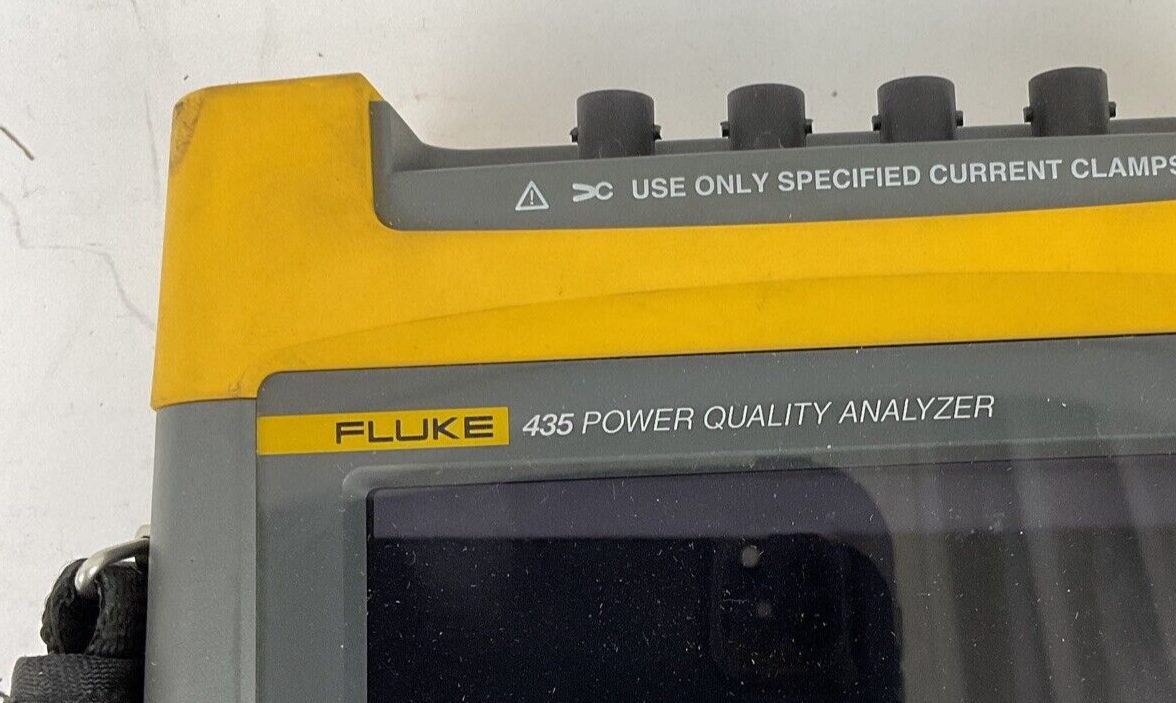 USE ONLY SPECIFIED CURRENT CLAMPS
FLUKE 435 POWER QUALITY ANALYZER